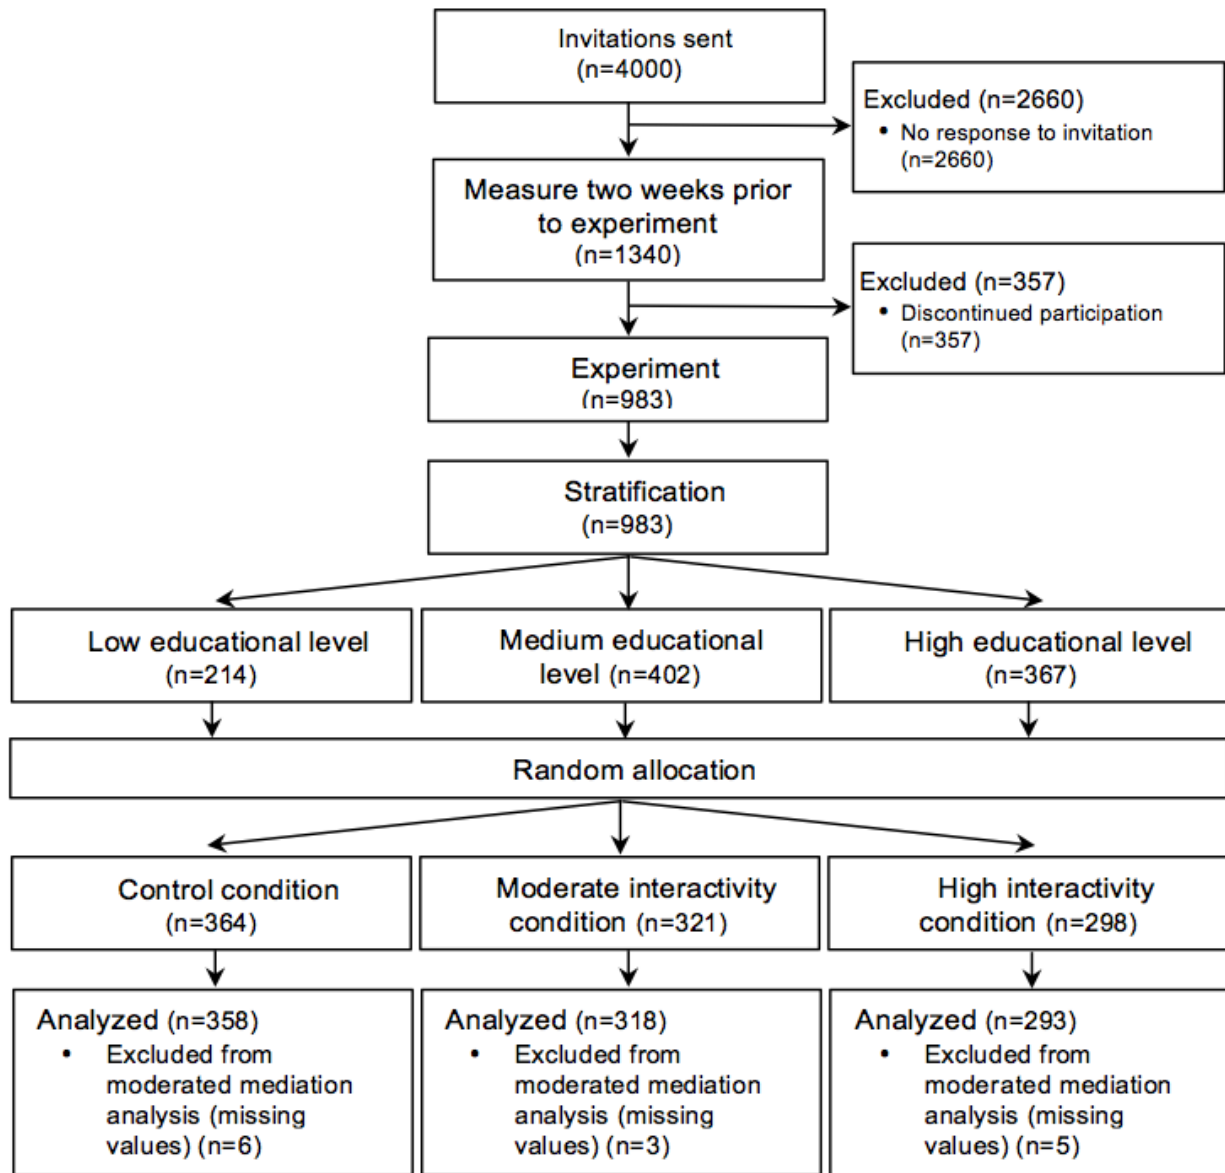 Invitations sent
(n=4000)
Excluded (n=2660)
• No response to invitation
(n=2660)
Measure two weeks prior
to experiment
(n=1340)
Excluded (n=357)
• Discontinued participation
(n=357)
Experiment
(n=983)
Stratification
(n=983)
Low educational level
(n=214)
Medium educational
level (n=402)
High educational level
(n=367)
Random allocation
Control condition
(n=364)
Moderate interactivity
condition (n=321)
High interactivity
condition (n=298)
Analyzed (n=358)
• Excluded from
moderated mediation
analysis (missing
values) (n=6)
Analyzed (n=318)
• Excluded from
moderated mediation
analysis (missing
values) (n=3)
Analyzed (n=293)
• Excluded from
moderated mediation
analysis (missing
values) (n=5)